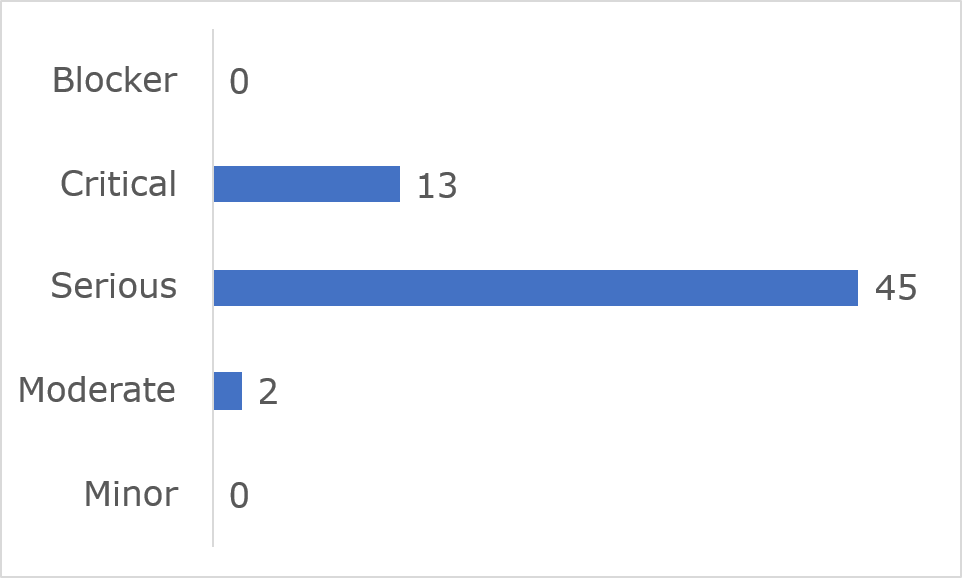 Blocker 0
Critical 13
Serious 45
Moderate 2
Minor 0